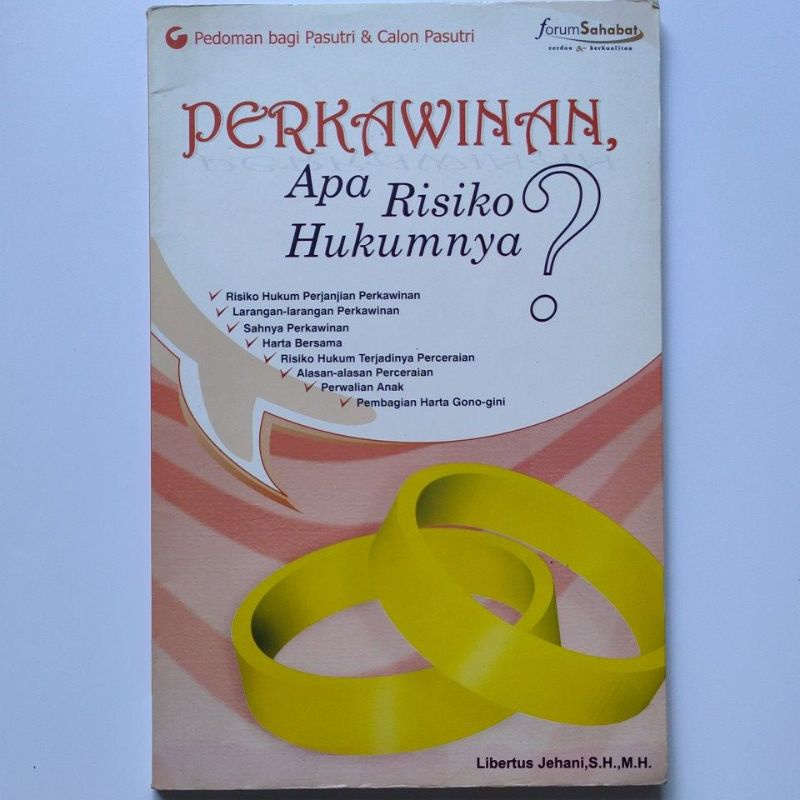 Pedoman bagi Pasutri & Calon Pasutri
forumSahabat
cerdas & berkualitas
PERKAWINAN,
Apa Risiko
Hukumnya?
Risiko Hukum Perjanjian Perkawinan
Larangan-larangan Perkawinan
Sahnya Perkawinan
Harta Bersama
Risiko Hukum Terjadinya Perceraian
Alasan-alasan Perceraian
Perwalian Anak
Pembagian Harta Gono-gini
Libertus Jehani,S.H.,M.H.